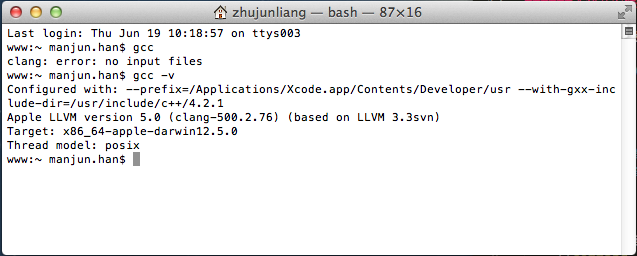 zhujunliang — bash — 87×16
Last login: Thu Jun 19 10:18:57 on ttys003
www:~ manjun.han$ gcc
clang: error: no input files
www:~ manjun.han$ gcc -v
Configured with: --prefix=/Applications/Xcode.app/Contents/Developer/usr --with-gxx-inc
lude-dir=/usr/include/c++/4.2.1
Apple LLVM version 5.0 (clang-500.2.76) (based on LLVM 3.3svn)
Target: x86_64-apple-darwin12.5.0
Thread model: posix
www:~ manjun.han$